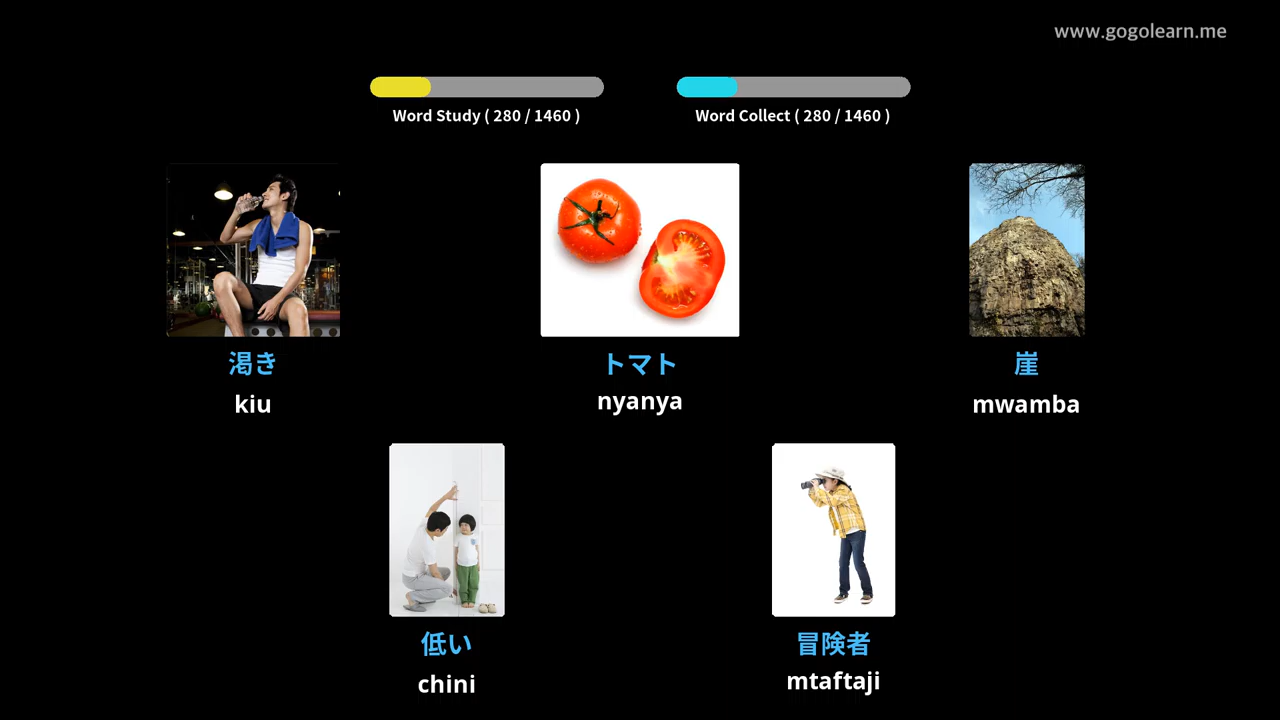 www.gogolearn.me
Word Study ( 280 / 1460 )
Word Collect ( 280 / 1460 )
渇き
kiu
トマト
nyanya
崖
mwamba
低い
chini
冒険者
mtaftaji